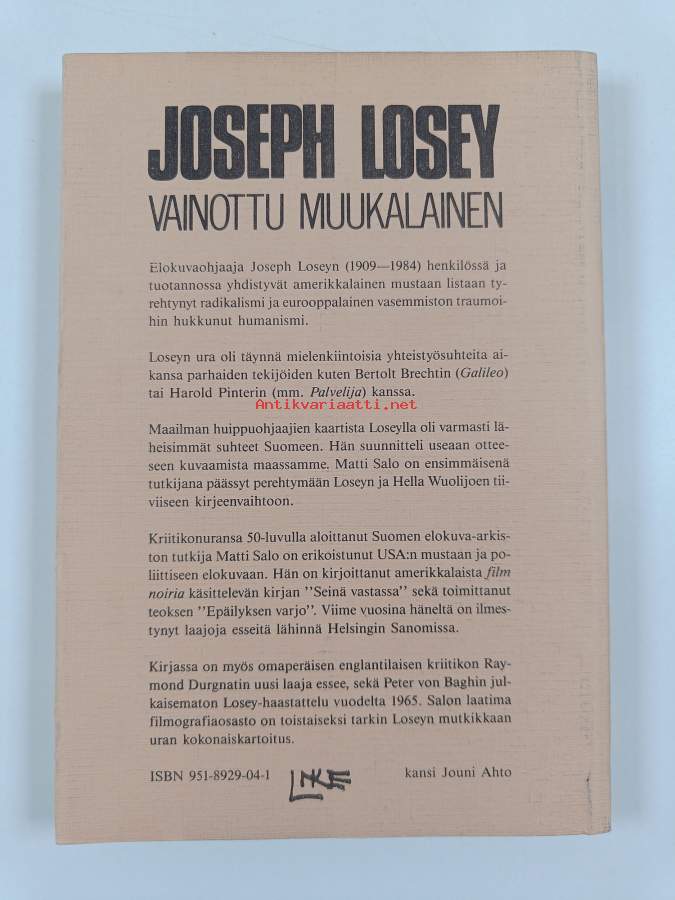 JOSEPH LOSEY
VAINOTTU MUUKALAINEN
Elokuvaohjaaja Joseph Loseyn (1909—1984) henkilössä ja
tuotannossa yhdistyvät amerikkalainen mustaan listaan ty-
rehtynyt radikalismi ja eurooppalainen vasemmiston traumoi-
hin hukkunut humanismi.
Loseyn ura oli täynnä mielenkiintoisia yhteistyösuhteita ai-
kansa parhaiden tekijöiden kuten Bertolt Brechtin (Galileo)
tai Harold Pinterin (mm. Palvelija) kanssa.
Antikvariaatti.net
Maailman huippuohjaajien kaartista Loseylla oli varmasti lä-
heisimmät suhteet Suomeen. Hän suunnitteli useaan ottee-
seen kuvaamista maassamme. Matti Salo on ensimmäisenä
tutkijana päässyt perehtymään Loseyn ja Hella Wuolijoen tii-
viiseen kirjeenvaihtoon.
Kriitikonuransa 50-luvulla aloittanut Suomen elokuva-arkis-
ton tutkija Matti Salo on erikoistunut USA:n mustaan ja po-
liittiseen elokuvaan. Hän on kirjoittanut amerikkalaista film
noiria käsittelevän kirjan "Seinä vastassa" sekä toimittanut
teoksen "Epäilyksen varjo". Viime vuosina häneltä on ilmes-
tynyt laajoja esseitä lähinnä Helsingin Sanomissa.
Kirjassa on myös omaperäisen englantilaisen kriitikon Ray-
mond Durgnatin uusi laaja essee, sekä Peter von Baghin jul-
kaisematon Losey-haastattelu vuodelta 1965. Salon laatima
filmografiaosasto on toistaiseksi tarkin Loseyn mutkikkaan
uran kokonaiskartoitus.
ISBN 951-8929-04-1
LIKE
kansi Jouni Ahto